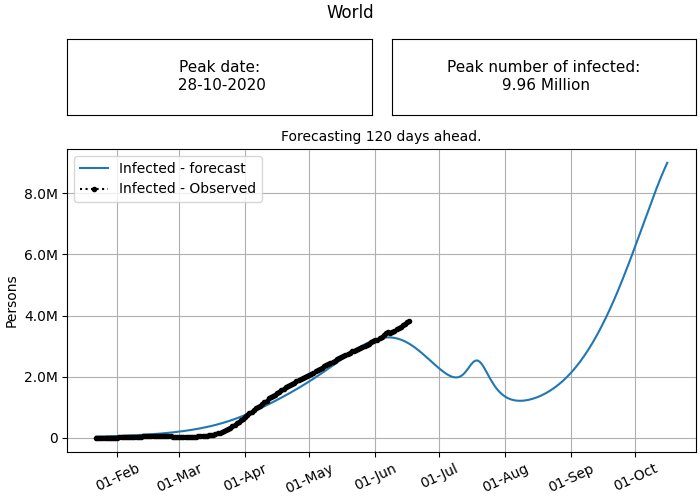 World
Peak date:
28-10-2020
Peak number of infected:
9.96 Million
Forecasting 120 days ahead.
Infected - forecast
Infected - Observed
8.0M
6.0M
4.0M
2.0M
0
Persons
01-Feb
01-Mar
01-Apr
01-May
01-Jun
01-Jul
01-Aug
01-Sep
01-Oct